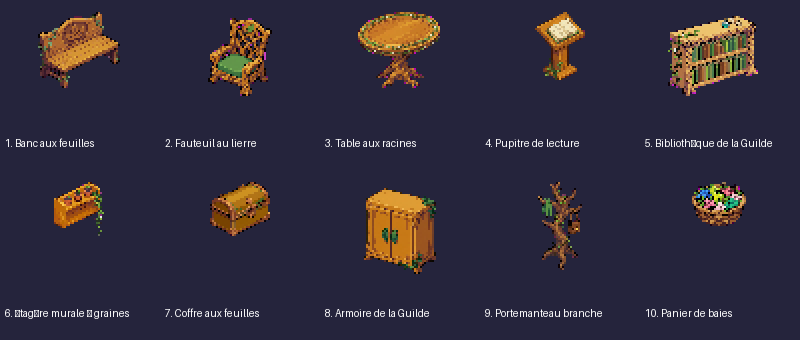 1. Banc aux feuilles
2. Fauteuil au lierre
3. Table aux racines
4. Pupitre de lecture
5. Biblioth□que de la Guilde
6. □tag□re murale □ graines
7. Coffre aux feuilles
8. Armoire de la Guilde
9. Portemanteau branche
10. Panier de baies